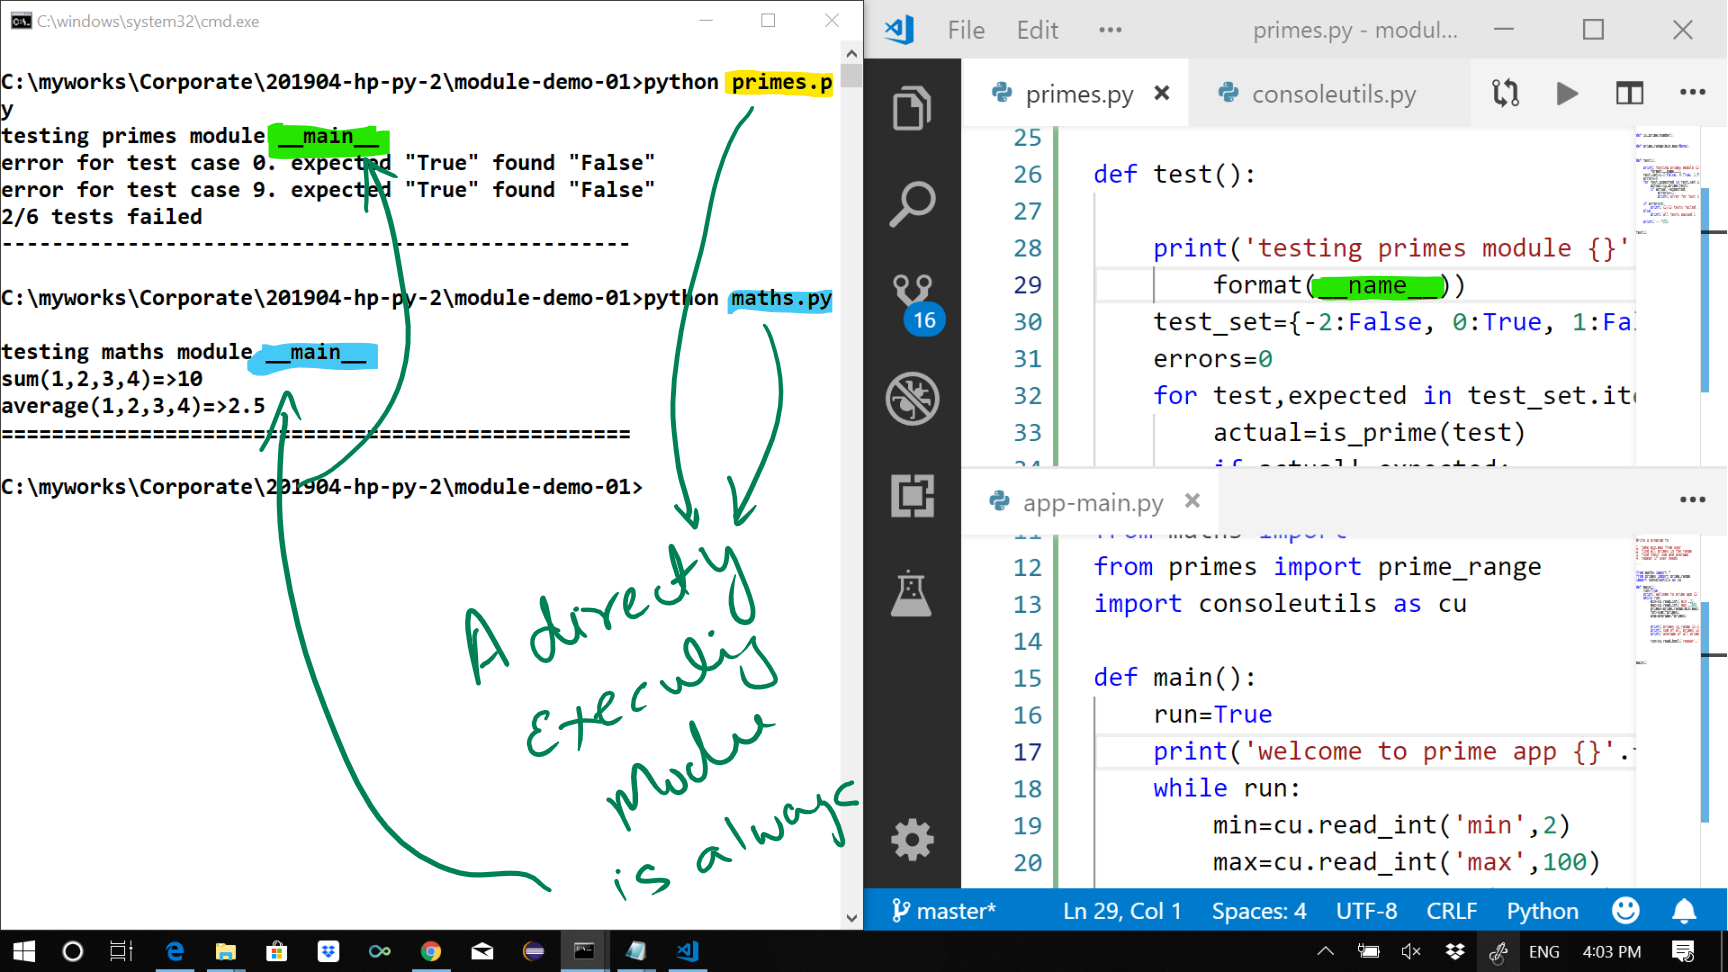 C:\windows\system32\cmd.exe
C:\myworks\Corporate\201904-hp-py-2\module-demo-01>python primes.p
y
testing primes module __main__
error for test case 0. expected "True" found "False"
error for test case 9. expected "True" found "False"
2/6 tests failed
-------------------------------------------------
C:\myworks\Corporate\201904-hp-py-2\module-demo-01>python maths.py
testing maths module __main__
sum(1,2,3,4)=>10
average(1,2,3,4)=>2.5
=================================================
C:\myworks\Corporate\201904-hp-py-2\module-demo-01>
A directy
Executig
Module
is always
File Edit ••• primes.py - modul...
primes.py consoleutils.py
25
26 def test():
27
28 print('testing primes module {}'
29 format(__name__))
30 test_set={-2:False, 0:True, 1:Fa
31 errors=0
32 for test,expected in test_set.ite
33 actual=is_prime(test)
16
app-main.py
12 from primes import prime_range
13 import consoleutils as cu
14
15 def main():
16 run=True
17 print('welcome to prime app {}'.
18 while run:
19 min=cu.read_int('min',2)
20 max=cu.read_int('max',100)
master* Ln 29, Col 1 Spaces: 4 UTF-8 CRLF Python
ENG 4:03 PM